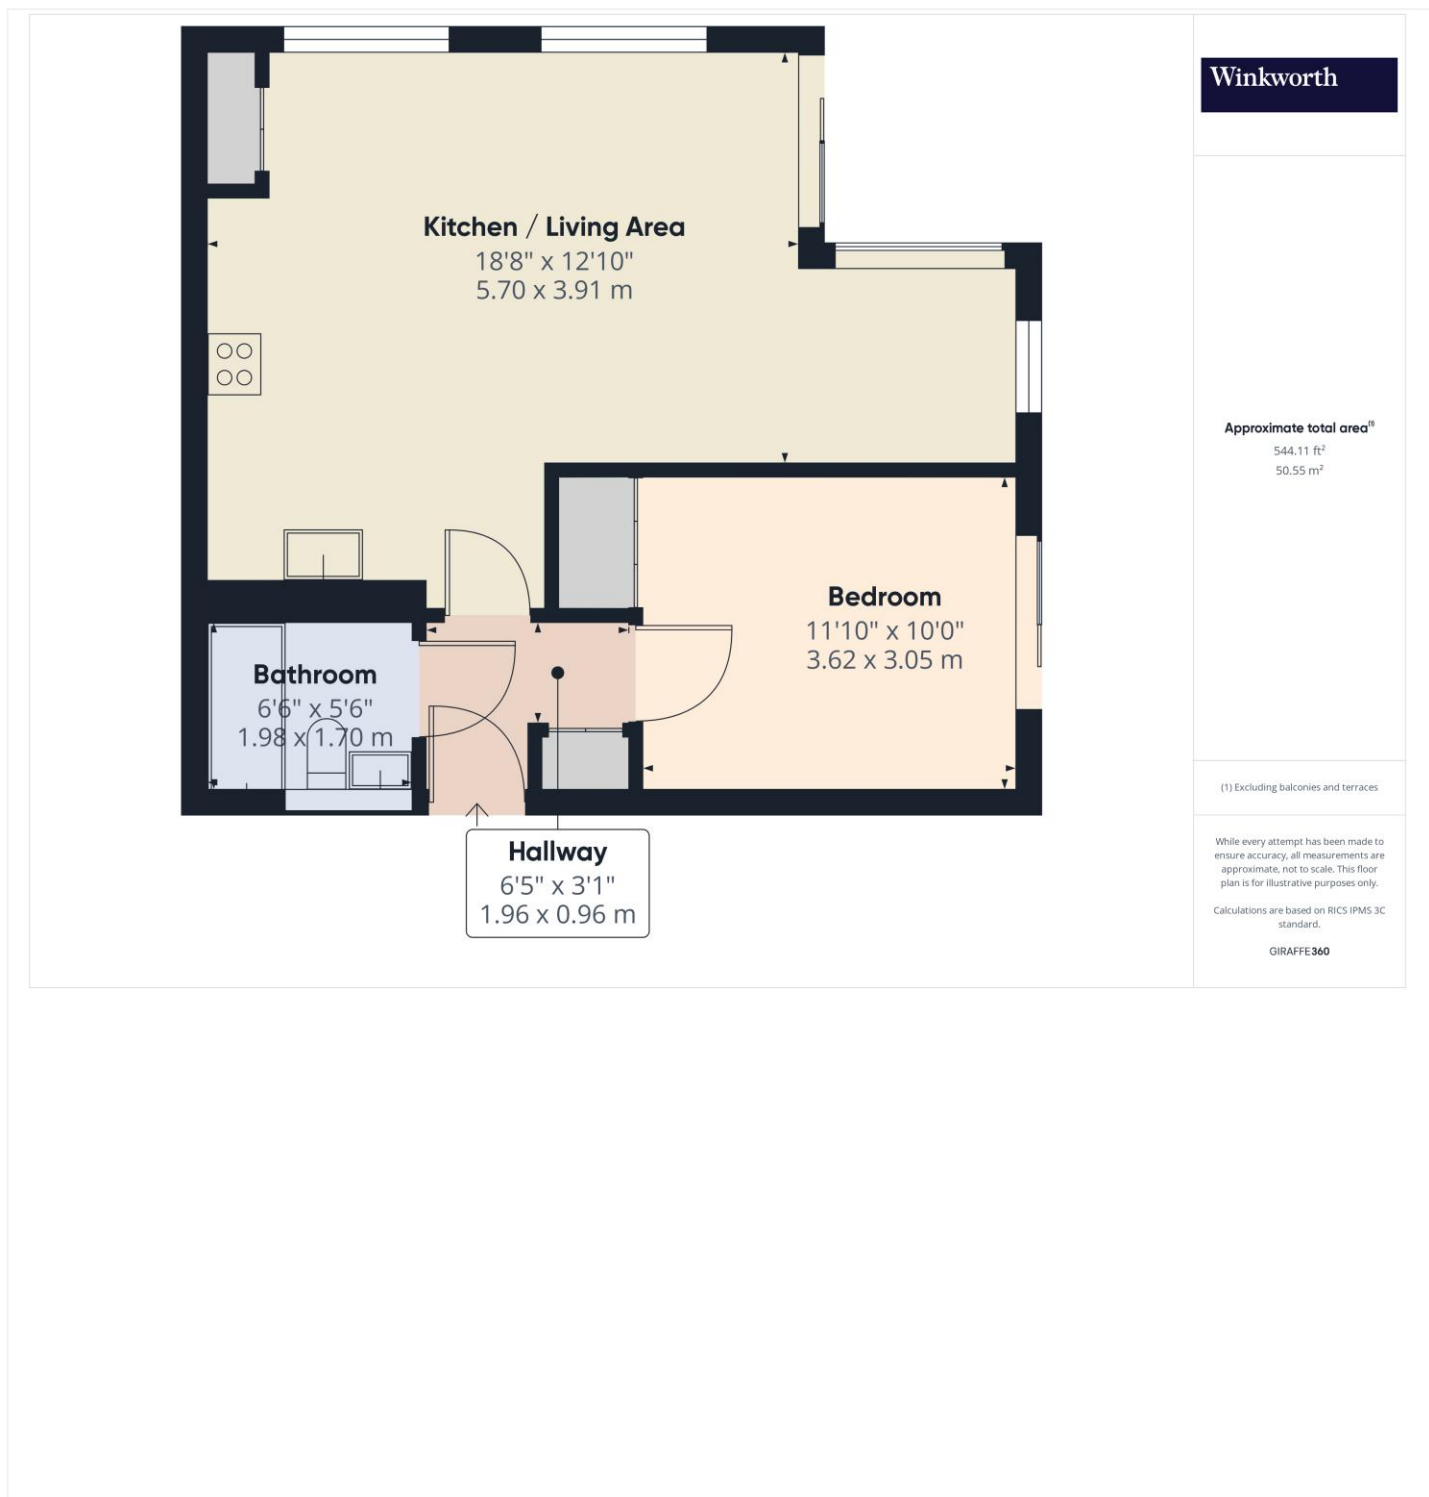 Winkworth
Kitchen / Living Area
18'8" x 12'10"
5.70 x 3.91 m
Bedroom
11'10" x 10'0"
3.62 x 3.05 m
Bathroom
6'6" x 5'6"
1.98 x 1.70 m
Hallway
6'5" x 3'1"
1.96 x 0.96 m
Approximate total area(1)
544.11 ft²
50.55 m²
(1) Excluding balconies and terraces
While every attempt has been made to
ensure accuracy, all measurements are
approximate, not to scale. This floor
plan is for illustrative purposes only.
Calculations are based on RICS IPMS 3C
standard.
GIRAFFE360